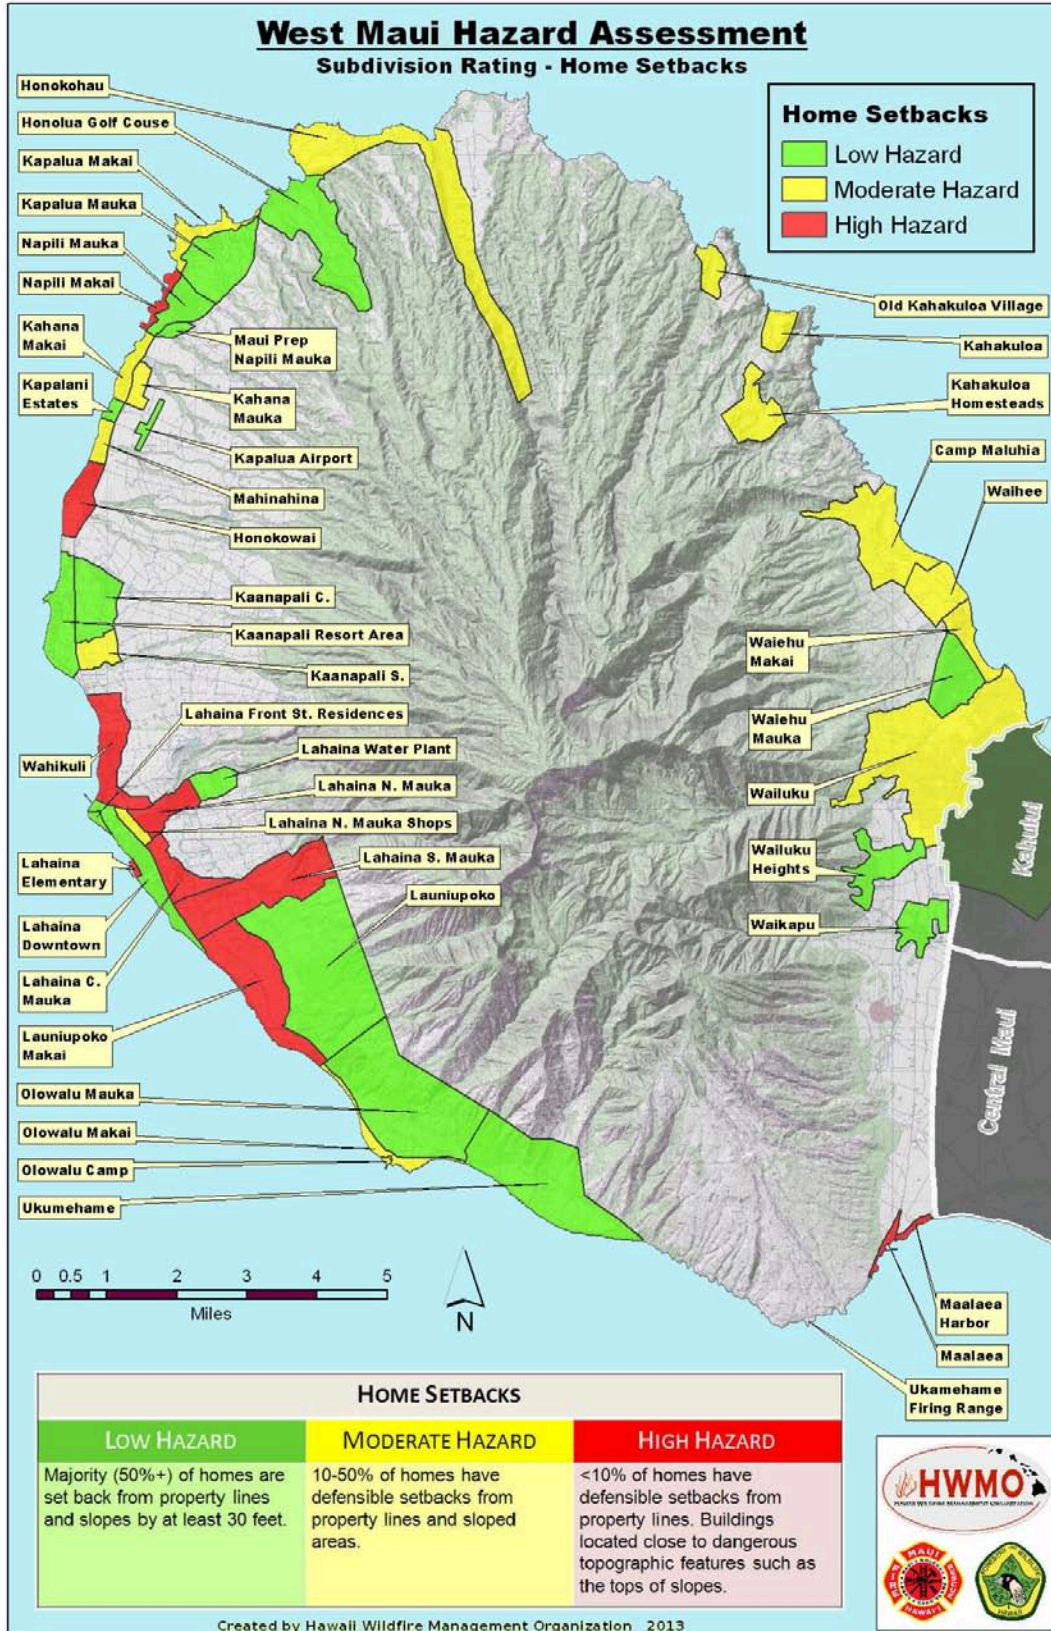 West Maui Hazard Assessment
Subdivision Rating - Home Setbacks
Honokohau
Honolua Golf Couse
Kapalua Makai
Kapalua Mauka
Napili Mauka
Napili Makai
Kahana
Makai
Kapalani
Estates
Maui Prep
Napili Mauka
Kahana
Mauka
Kapalua Airport
Mahinahina
Honokowai
Kaanapali C.
Kaanapali Resort Area
Kaanapali S.
Lahaina Front St. Residences
Lahaina Water Plant
Wahikuli
Lahaina N. Mauka
Lahaina N. Mauka Shops
Lahaina
Elementary
Lahaina S. Mauka
Launiupoko
Lahaina
Downtown
Lahaina C.
Mauka
Launiupoko
Makai
Olowalu Mauka
Olowalu Makai
Olowalu Camp
Ukumehame
Home Setbacks
Low Hazard
Moderate Hazard
High Hazard
Old Kahakuloa Village
Kahakuloa
Kahakuloa
Homesteads
Camp Maluhia
Waihee
Waiehu
Makai
Waiehu
Mauka
Wailuku
Wailuku
Heights
Waikapu
Kahului
Central Maui
Maalaea
Harbor
Maalaea
Ukamehame
Firing Range
0 0.5 1 2 3 4 5
Miles
N
HOME SETBACKS
LOW HAZARD
Majority (50%+) of homes are
set back from property lines
and slopes by at least 30 feet.
MODERATE HAZARD
10-50% of homes have
defensible setbacks from
property lines and sloped
areas.
HIGH HAZARD
<10% of homes have
defensible setbacks from
property lines. Buildings
located close to dangerous
topographic features such as
the tops of slopes.
HWMO
HAWAII WILDFIRE MANAGEMENT ORGANIZATION
MAUI
FIRE
HAWAII
HAWAII
Created by Hawaii Wildfire Management Organization 2013